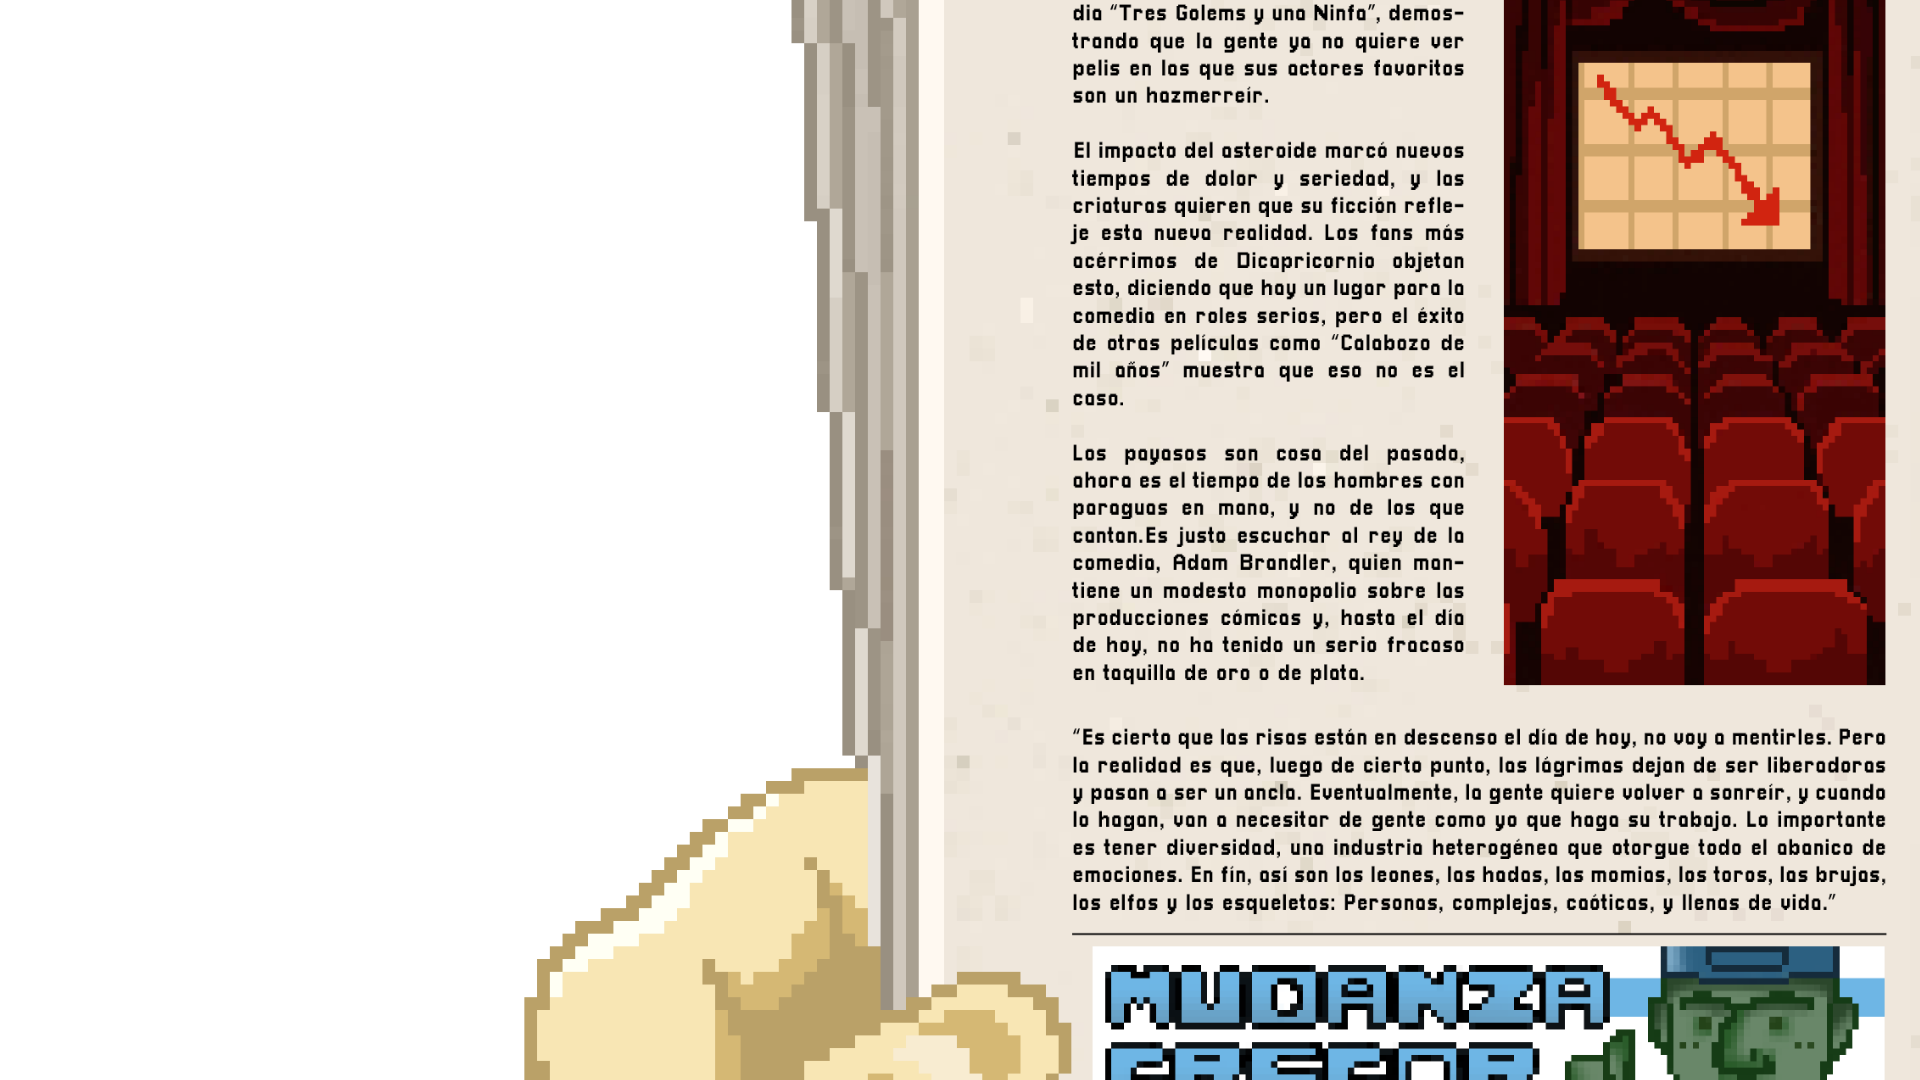 dia “Tres Golems y una Ninfa”, demos-
trando que la gente ya no quiere ver
pelis en las que sus actores favoritos
son un hazmerreír.
El impacto del asteroide marcó nuevos
tiempos de dolor y seriedad, y las
criaturas quieren que su ficción refle-
je esta nueva realidad. Los fans más
acérrimos de Dicapricornio objetan
esto, diciendo que hay un lugar para la
comedia en roles serios, pero el éxito
de otras películas como “Calabozo de
mil años” muestra que eso no es el
caso.
Los payasos son cosa del pasado,
ahora es el tiempo de los hombres con
paraguas en mano, y no de los que
cantan.Es justo escuchar al rey de la
comedia, Adam Brandler, quien man-
tiene un modesto monopolio sobre las
producciones cómicas y, hasta el día
de hoy, no ha tenido un serio fracaso
en taquilla de oro o de plata.
“Es cierto que las risas están en descenso el día de hoy, no voy a mentirles. Pero
la realidad es que, luego de cierto punto, las lágrimas dejan de ser liberadoras
y pasan a ser un ancla. Eventualmente, la gente quiere volver a sonreír, y cuando
lo hagan, van a necesitar de gente como yo que haga su trabajo. Lo importante
es tener diversidad, una industria heterogénea que otorgue todo el abanico de
emociones. En fín, así son los leones, las hadas, las momias, los toros, las brujas,
los elfos y los esqueletos: Personas, complejas, caóticas, y llenas de vida.”
MUDANZA